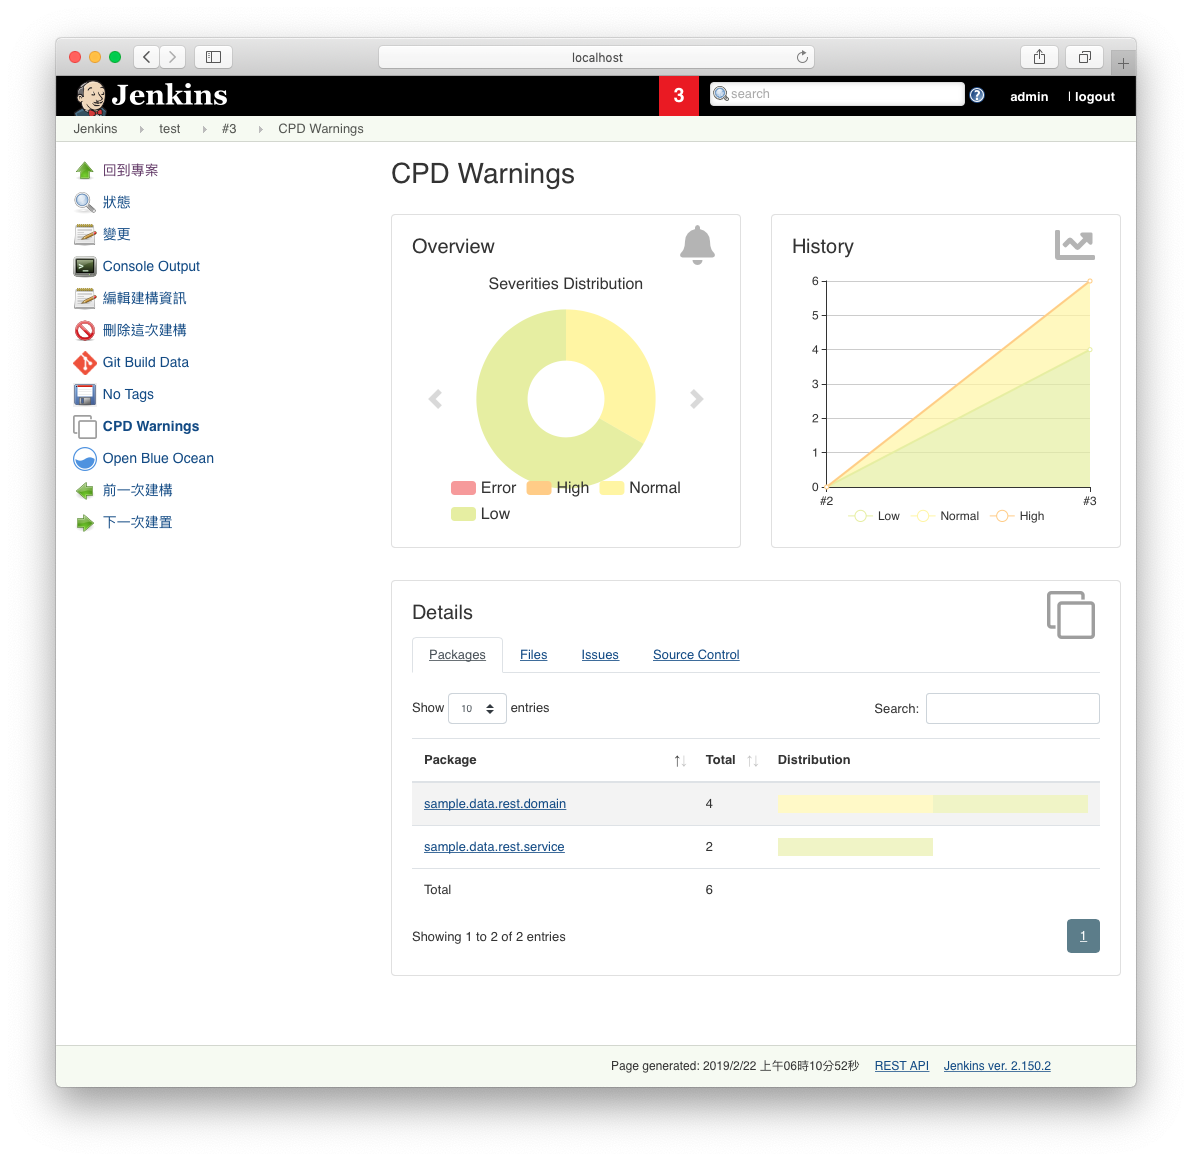 localhost
Jenkins
3
search
?
admin
| logout
Jenkins test #3 CPD Warnings
回到專案
狀態
變更
Console Output
編輯建構資訊
刪除這次建構
Git Build Data
No Tags
CPD Warnings
Open Blue Ocean
前一次建構
下一次建置
CPD Warnings
Overview
Severities Distribution
Error High Normal
Low
History
6
5
4
3
2
1
0
#2 #3
Low Normal High
Details
Packages Files Issues Source Control
Show 10 entries Search:
Package Total Distribution
sample.data.rest.domain 4
sample.data.rest.service 2
Total 6
Showing 1 to 2 of 2 entries 1
Page generated: 2019/2/22 上午06時10分52秒 REST API Jenkins ver. 2.150.2